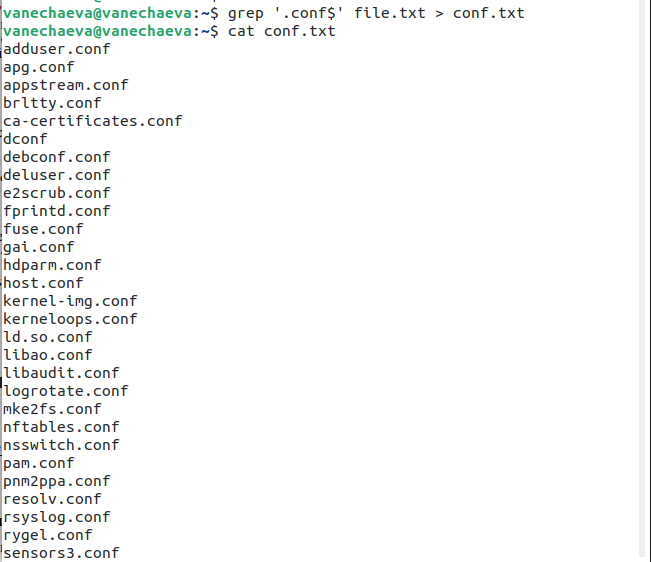 vanechaeva@vanechaeva:~$ grep '.conf$' file.txt > conf.txt
vanechaeva@vanechaeva:~$ cat conf.txt
adduser.conf
apg.conf
appstream.conf
brltty.conf
ca-certificates.conf
dconf
debconf.conf
deluser.conf
e2scrub.conf
fprintd.conf
fuse.conf
gai.conf
hdparm.conf
host.conf
kernel-img.conf
kerneloops.conf
ld.so.conf
libao.conf
libaudit.conf
logrotate.conf
mke2fs.conf
nftables.conf
nsswitch.conf
pam.conf
pnm2ppa.conf
resolv.conf
rsyslog.conf
rygel.conf
sensors3.conf